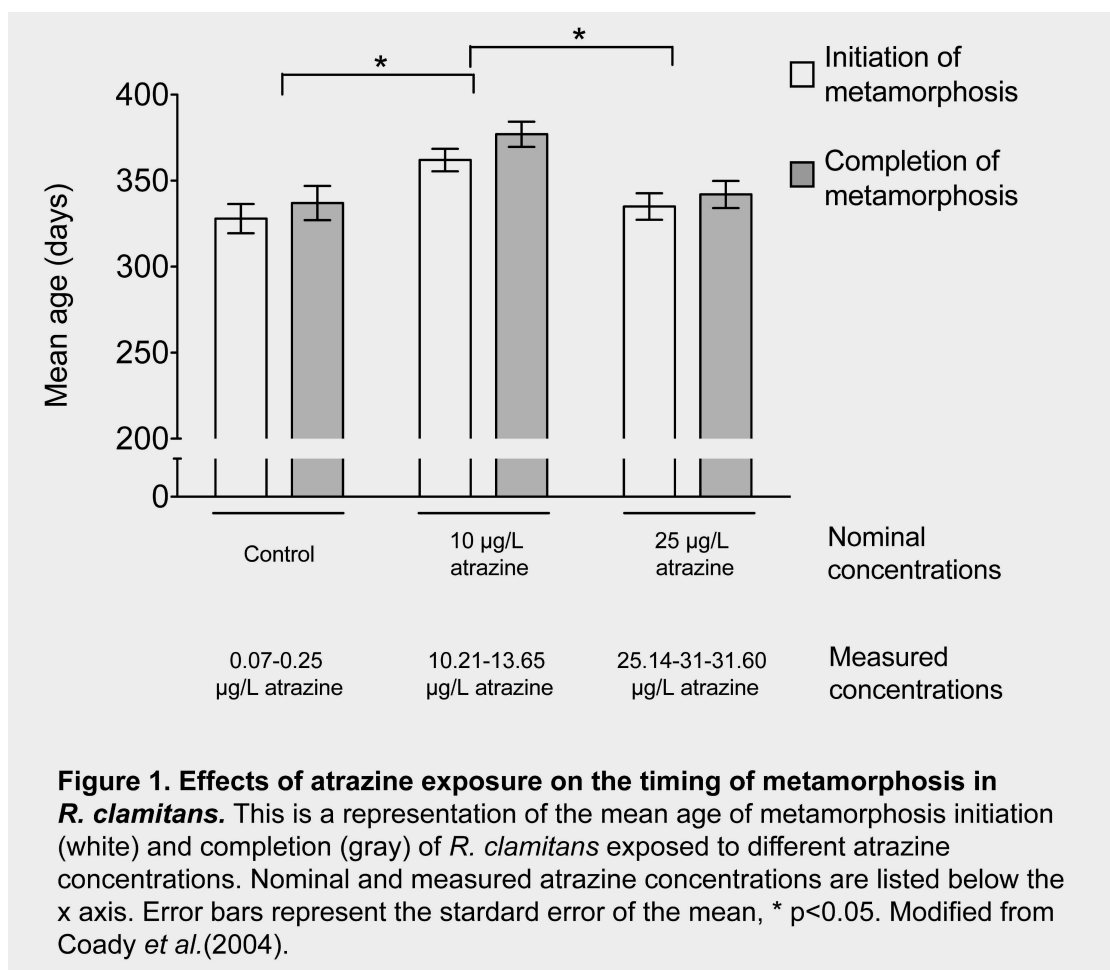 *
*
Initiation of
metamorphosis
Completion of
metamorphosis
Mean age (days)
400
350
300
250
200
0
Control
10 µg/L
atrazine
25 µg/L
atrazine
Nominal
concentrations
0.07-0.25
µg/L atrazine
10.21-13.65
µg/L atrazine
25.14-31-31.60
µg/L atrazine
Measured
concentrations
Figure 1. Effects of atrazine exposure on the timing of metamorphosis in
R. clamitans. This is a representation of the mean age of metamorphosis initiation
(white) and completion (gray) of R. clamitans exposed to different atrazine
concentrations. Nominal and measured atrazine concentrations are listed below the
x axis. Error bars represent the stardard error of the mean, * p<0.05. Modified from
Coady et al.(2004).